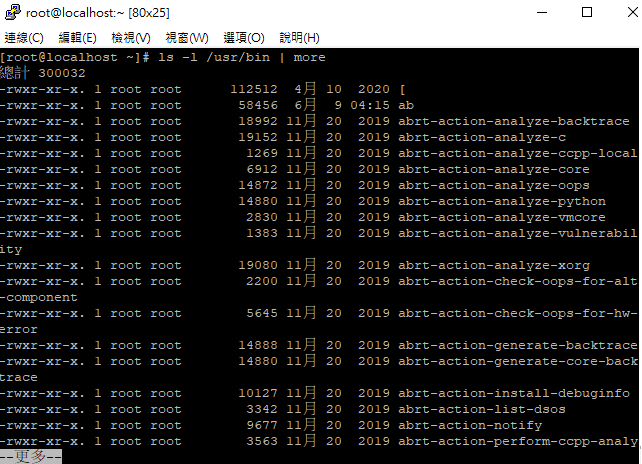 root@localhost:~ [80x25]
連線(C) 編輯(E) 檢視(V) 視窗(W) 選項(O) 說明(H)
[root@localhost ~]# ls -l /usr/bin | more
總計 300032
-rwxr-xr-x. 1 root root 112512 4月 10 2020 [
-rwxr-xr-x. 1 root root 58456 6月 9 04:15 ab
-rwxr-xr-x. 1 root root 18992 11月 20 2019 abrt-action-analyze-backtrace
-rwxr-xr-x. 1 root root 19152 11月 20 2019 abrt-action-analyze-c
-rwxr-xr-x. 1 root root 1269 11月 20 2019 abrt-action-analyze-ccpp-local
-rwxr-xr-x. 1 root root 6912 11月 20 2019 abrt-action-analyze-core
-rwxr-xr-x. 1 root root 14872 11月 20 2019 abrt-action-analyze-oops
-rwxr-xr-x. 1 root root 14880 11月 20 2019 abrt-action-analyze-python
-rwxr-xr-x. 1 root root 2830 11月 20 2019 abrt-action-analyze-vmcore
-rwxr-xr-x. 1 root root 1383 11月 20 2019 abrt-action-analyze-vulnerabil
ity
-rwxr-xr-x. 1 root root 19080 11月 20 2019 abrt-action-analyze-xorg
-rwxr-xr-x. 1 root root 2200 11月 20 2019 abrt-action-check-oops-for-alt
-component
-rwxr-xr-x. 1 root root 5645 11月 20 2019 abrt-action-check-oops-for-hw-
error
-rwxr-xr-x. 1 root root 14888 11月 20 2019 abrt-action-generate-backtrace
-rwxr-xr-x. 1 root root 14880 11月 20 2019 abrt-action-generate-core-back
trace
-rwxr-xr-x. 1 root root 10127 11月 20 2019 abrt-action-install-debuginfo
-rwxr-xr-x. 1 root root 3342 11月 20 2019 abrt-action-list-dsos
-rwxr-xr-x. 1 root root 9677 11月 20 2019 abrt-action-notify
-rwxr-xr-x. 1 root root 3563 11月 20 2019 abrt-action-perform-ccpp-analy
--更多--